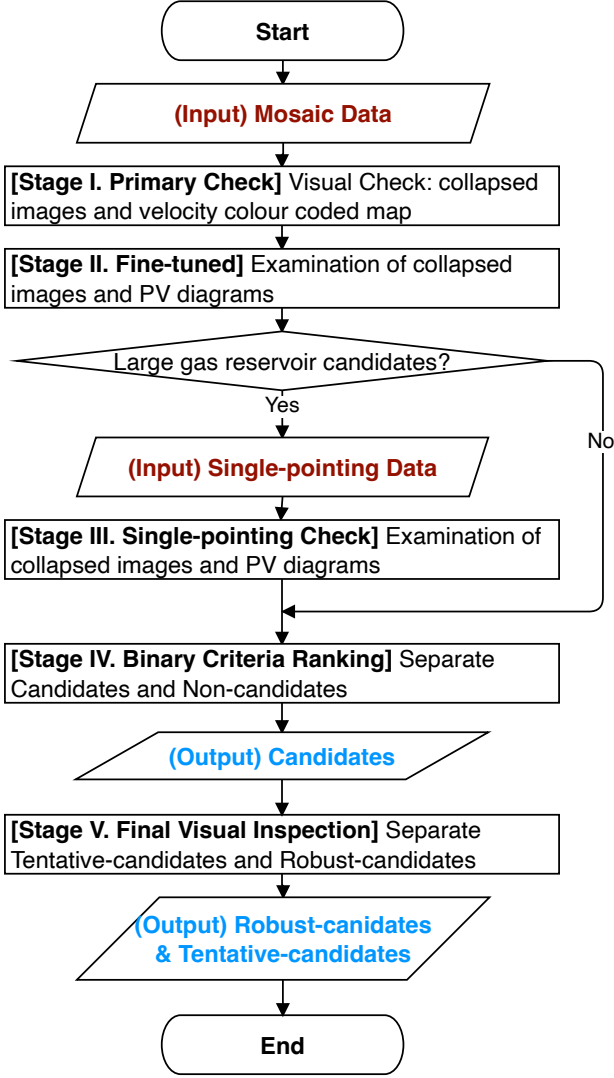 Start
(Input) Mosaic Data
[Stage I. Primary Check] Visual Check: collapsed
images and velocity colour coded map
[Stage II. Fine-tuned] Examination of collapsed
images and PV diagrams
Large gas reservoir candidates?
Yes
No
(Input) Single-pointing Data
[Stage III. Single-pointing Check] Examination of
collapsed images and PV diagrams
[Stage IV. Binary Criteria Ranking] Separate
Candidates and Non-candidates
(Output) Candidates
[Stage V. Final Visual Inspection] Separate
Tentative-candidates and Robust-candidates
(Output) Robust-canidates
& Tentative-candidates
End